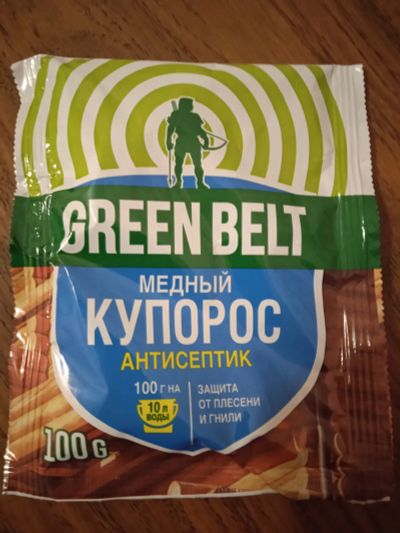 GREEN BELT
МЕДНЫЙ
КУПОРОС
АНТИСЕПТИК
100 г НА
10 л
ВОДЫ
ЗАЩИТА
ОТ ПЛЕСЕНИ
И ГНИЛИ
100 G